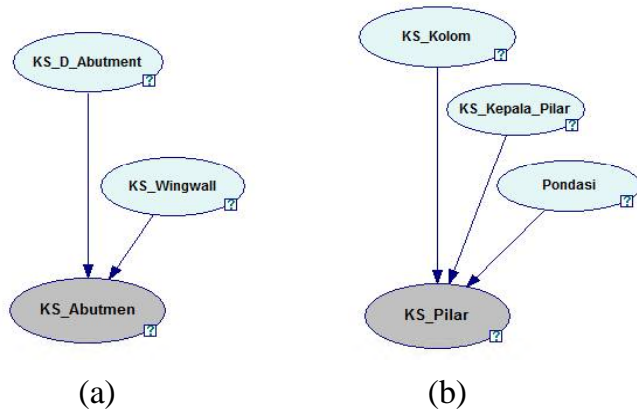 KS_D_Abutment
?
KS_Wingwall
?
KS_Abutmen
?
(a)
KS_Kolom
?
KS_Kepala_Pilar
?
Pondasi
?
KS_Pilar
?
(b)